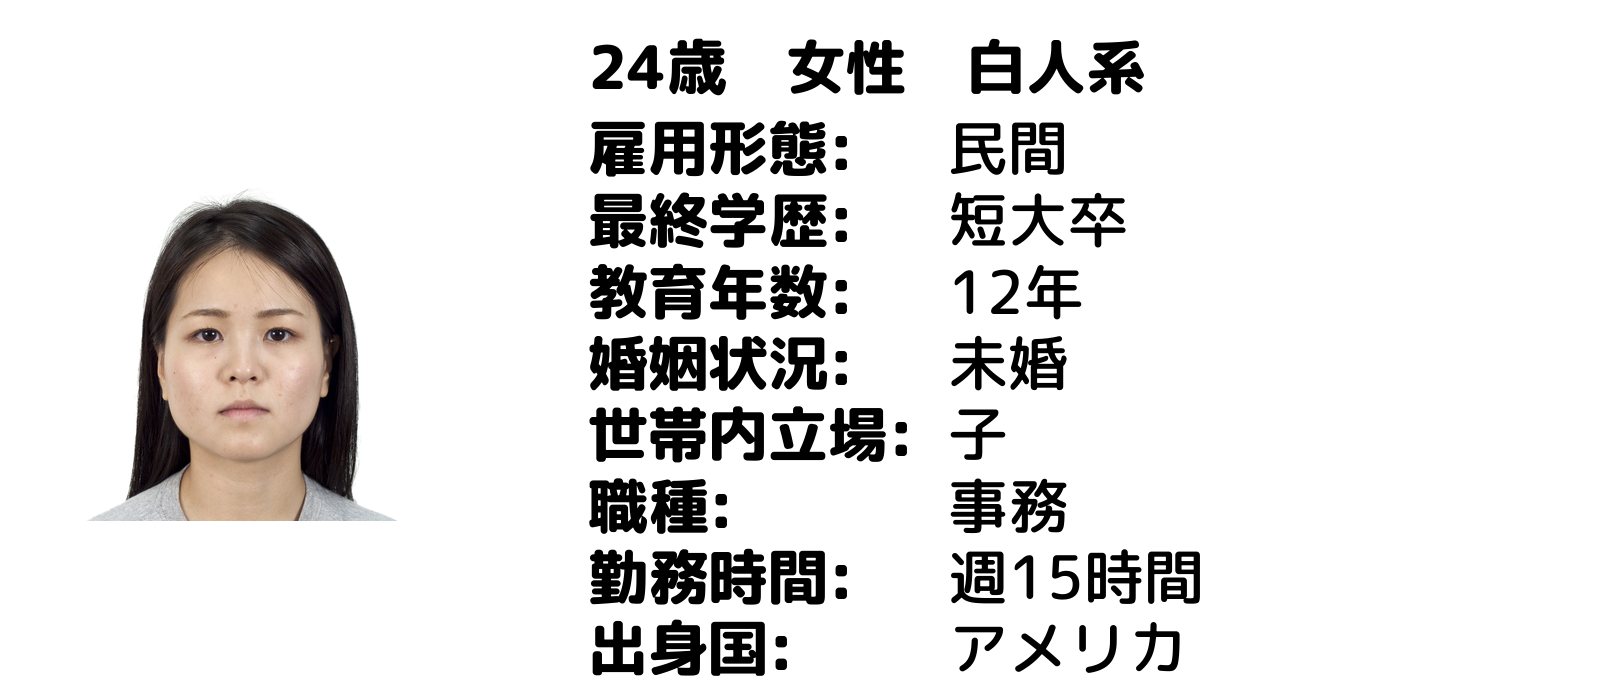 24歳　女性　白人系
雇用形態: 民間
最終学歴: 短大卒
教育年数: 12年
婚姻状況: 未婚
世帯内立場: 子
職種: 事務
勤務時間: 週15時間
出身国: アメリカ